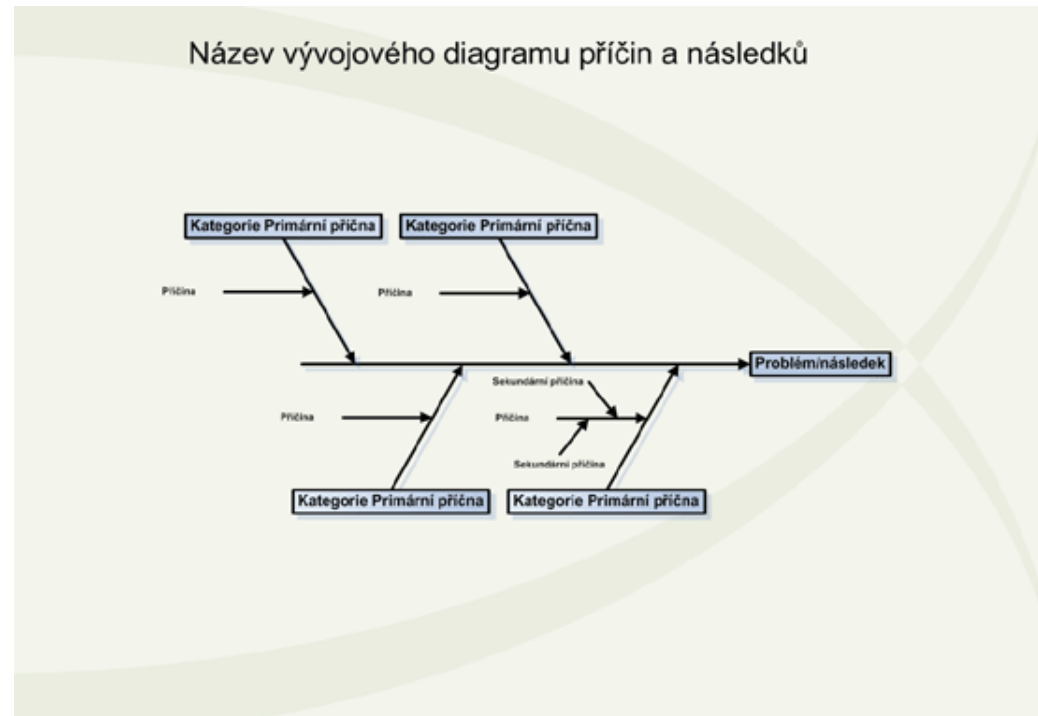 Název vývojového diagramu příčin a následků
Kategorie Primární příčna
Kategorie Primární příčna
Příčina
Příčina
Problém/následek
Sekundární příčina
Příčina
Příčina
Sekundární příčina
Kategorie Primární příčna
Kategorie Primární příčna